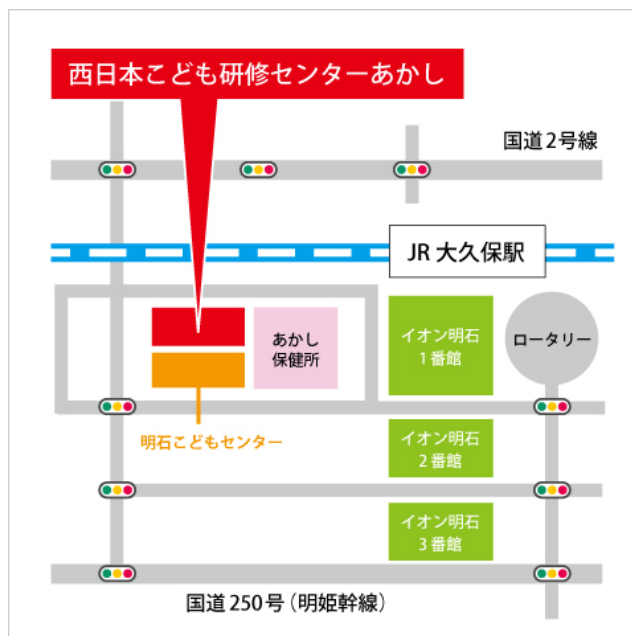 西日本こども研修センターあかし
国道2号線
JR 大久保駅
あかし
保健所
イオン明石
1番館
ロータリー
明石こどもセンター
イオン明石
2番館
イオン明石
3番館
国道250号（明姫幹線）